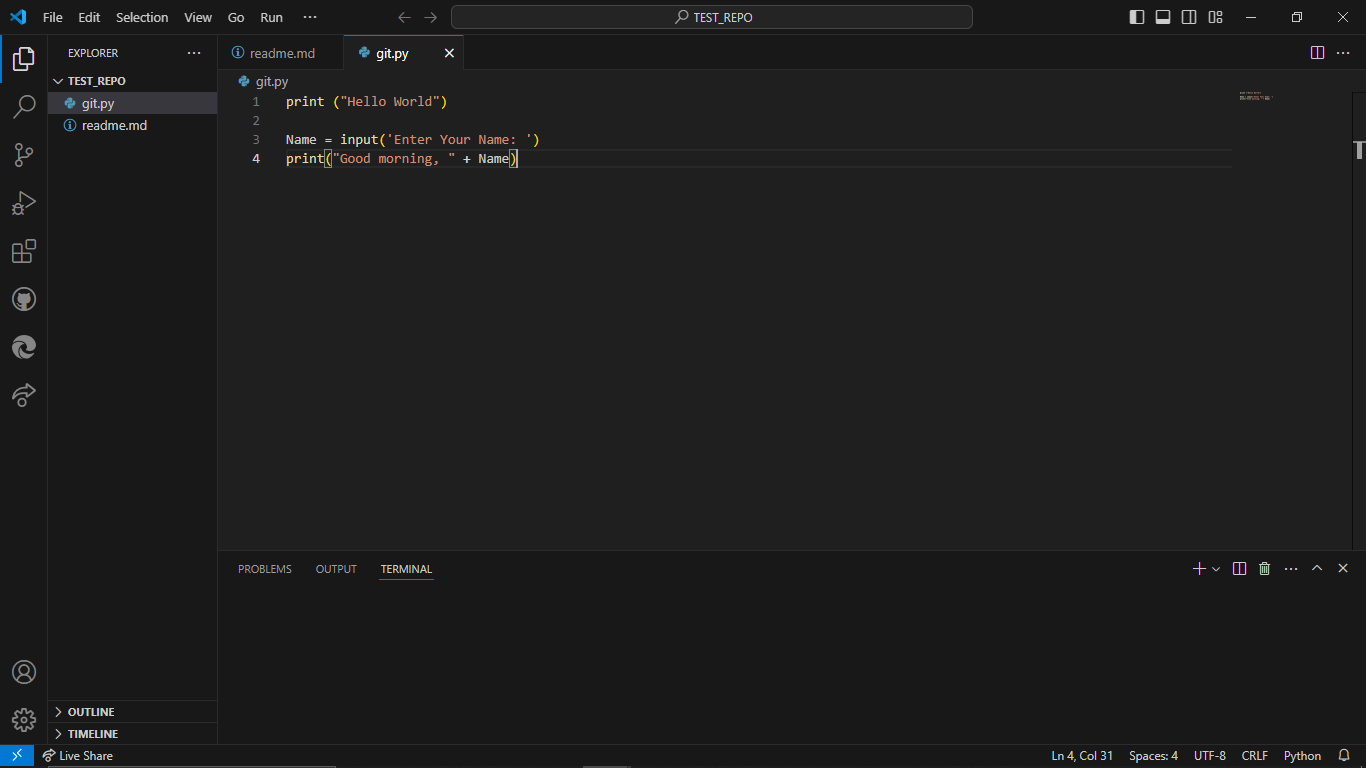 File Edit Selection View Go Run ··· TEST_REPO
EXPLORER ···
readme.md git.py
TEST_REPO
git.py
readme.md
git.py
1 print ("Hello World")
2
3 Name = input('Enter Your Name: ')
4 print("Good morning, " + Name)
PROBLEMS OUTPUT TERMINAL
OUTLINE
TIMELINE
Live Share Ln 4, Col 31 Spaces: 4 UTF-8 CRLF Python